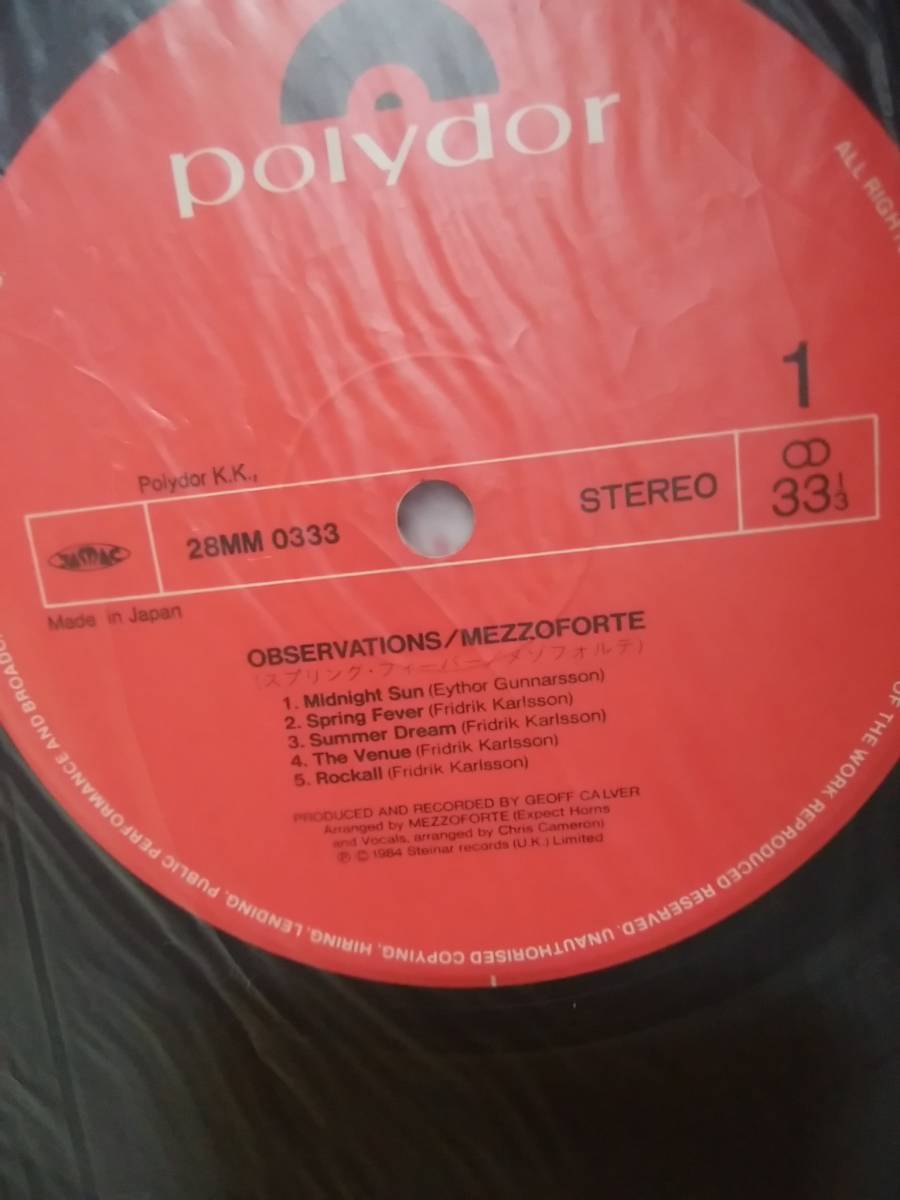 polydor
1
Polydor K.K.,
JASRAC
28MM 0333
STEREO
33 1/3
Made in Japan
OBSERVATIONS/MEZZOFORTE
(スプリング・フィーバー/メゾフォルテ)
1. Midnight Sun (Eythor Gunnarsson)
2. Spring Fever (Fridrik Karlsson)
3. Summer Dream (Fridrik Karlsson)
4. The Venue (Fridrik Karlsson)
5. Rockall (Fridrik Karlsson)
PRODUCED AND RECORDED BY GEOFF CALVER
Arranged by MEZZOFORTE (Expect Horns
and Vocals, arranged by Chris Cameron)
℗ © 1984 Steinar records (U.K.) Limited
ALL RIGHTS
OF THE WORK REPRODUCED RESERVED. UNAUTHORISED COPYING, HIRING, LENDING, PUBLIC PERFORMANCE AND BROADC